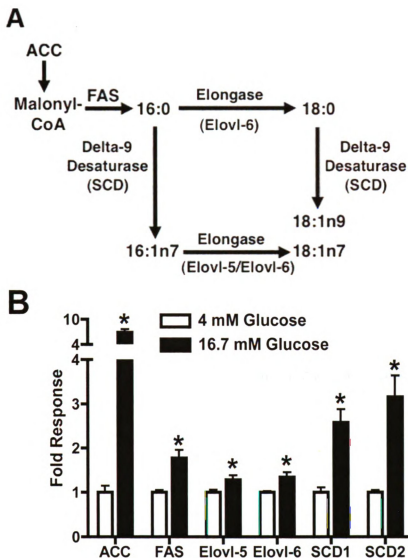 A
ACC
Malonyl-
CoA
FAS
16:0
Elongase
(Elovl-6)
18:0
Delta-9
Desaturase
(SCD)
Delta-9
Desaturase
(SCD)
18:1n9
16:1n7
Elongase
(Elovl-5/Elovl-6)
18:1n7
B
4 mM Glucose
16.7 mM Glucose
Fold Response
10
4
4
3
2
1
0
* * * * * *
ACC FAS Elovl-5 Elovl-6 SCD1 SCD2